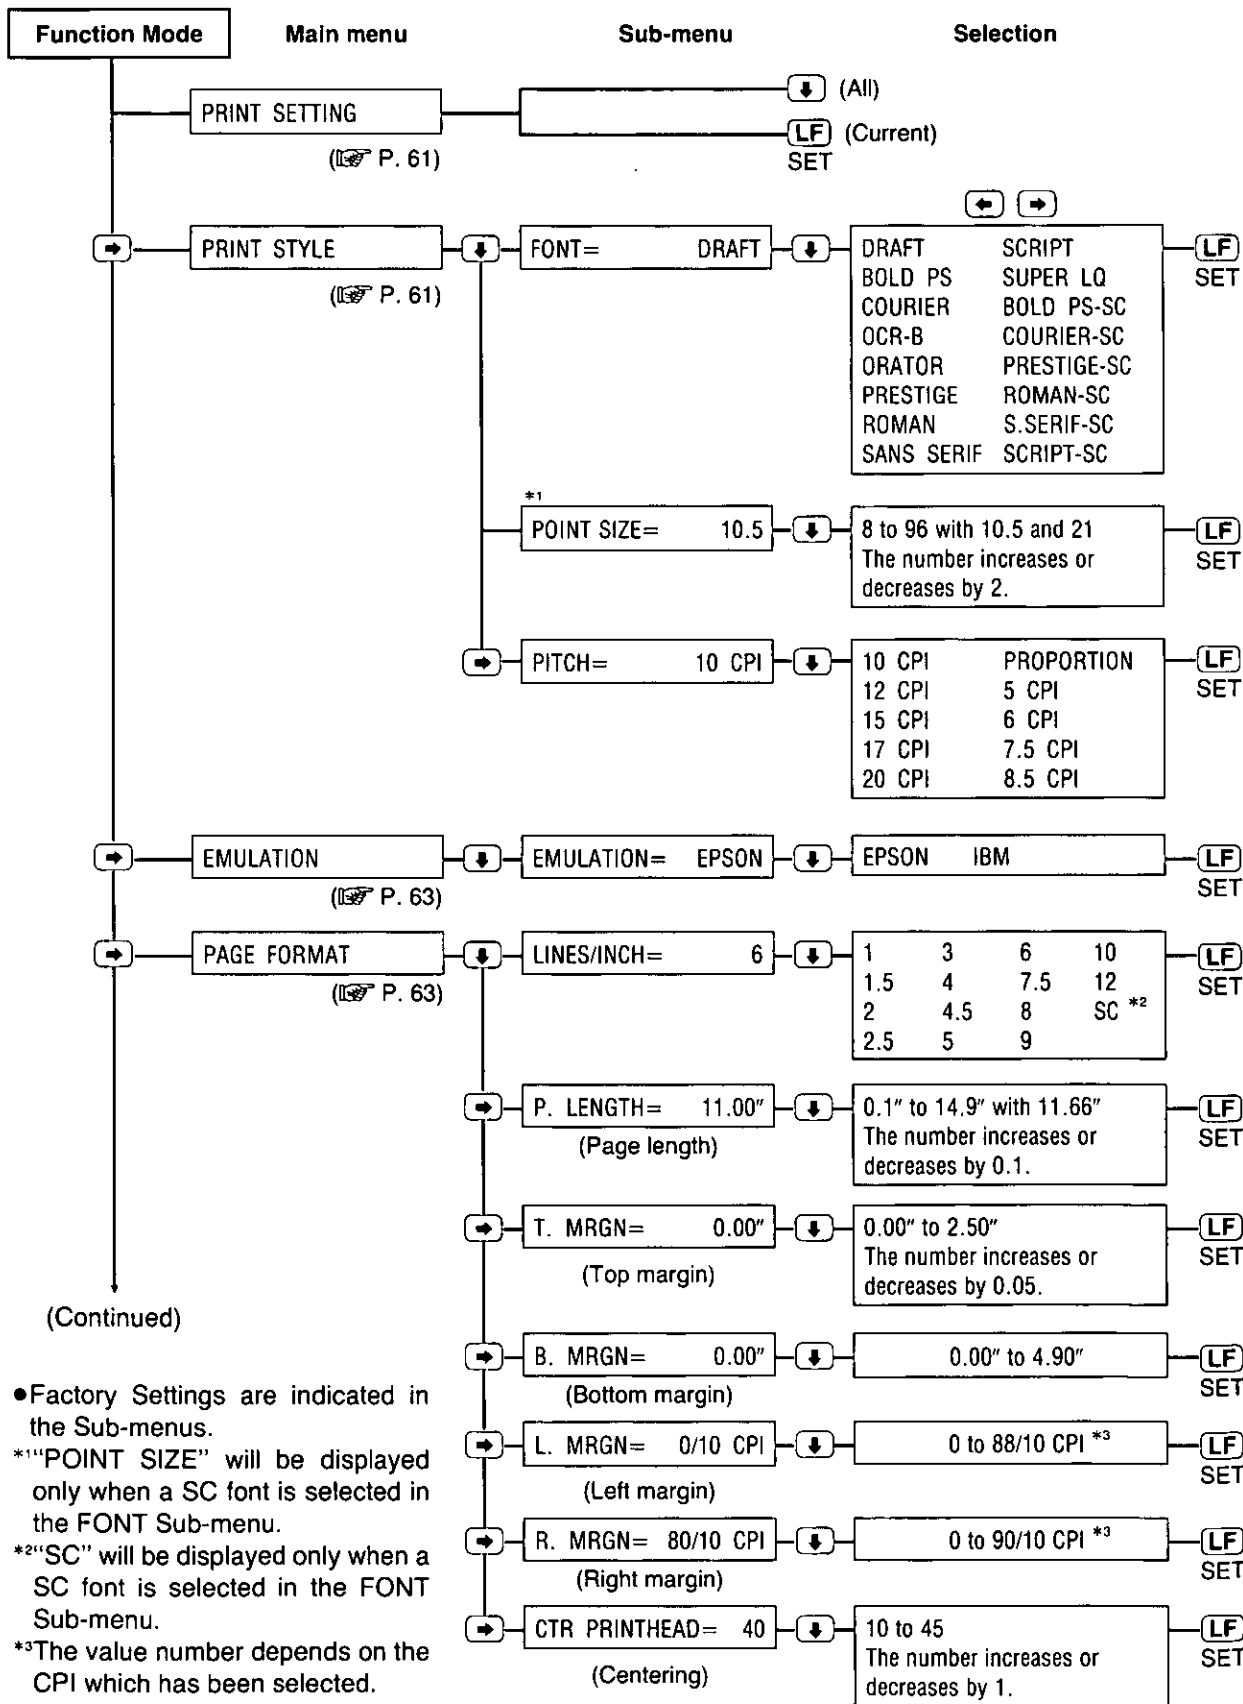 Function Mode Main menu Sub-menu Selection
PRINT SETTING
(All)
LF (Current)
SET
(☞ P. 61)
PRINT STYLE
(☞ P. 61)
FONT= DRAFT
DRAFT SCRIPT
BOLD PS SUPER LQ
COURIER BOLD PS-SC
OCR-B COURIER-SC
ORATOR PRESTIGE-SC
PRESTIGE ROMAN-SC
ROMAN S.SERIF-SC
SANS SERIF SCRIPT-SC
LF
SET
*1
POINT SIZE= 10.5
8 to 96 with 10.5 and 21
The number increases or
decreases by 2.
LF
SET
PITCH= 10 CPI
10 CPI PROPORTION
12 CPI 5 CPI
15 CPI 6 CPI
17 CPI 7.5 CPI
20 CPI 8.5 CPI
LF
SET
EMULATION
(☞ P. 63)
EMULATION= EPSON
EPSON IBM
LF
SET
PAGE FORMAT
(☞ P. 63)
LINES/INCH= 6
1 3 6 10
1.5 4 7.5 12
2 4.5 8 SC *2
2.5 5 9
LF
SET
P. LENGTH= 11.00"
(Page length)
0.1" to 14.9" with 11.66"
The number increases or
decreases by 0.1.
LF
SET
T. MRGN= 0.00"
(Top margin)
0.00" to 2.50"
The number increases or
decreases by 0.05.
LF
SET
B. MRGN= 0.00"
(Bottom margin)
0.00" to 4.90"
LF
SET
L. MRGN= 0/10 CPI
(Left margin)
0 to 88/10 CPI *3
LF
SET
R. MRGN= 80/10 CPI
(Right margin)
0 to 90/10 CPI *3
LF
SET
CTR PRINTHEAD= 40
(Centering)
10 to 45
The number increases or
decreases by 1.
LF
SET
(Continued)
●Factory Settings are indicated in
the Sub-menus.
*1"POINT SIZE" will be displayed
only when a SC font is selected in
the FONT Sub-menu.
*2"SC" will be displayed only when a
SC font is selected in the FONT
Sub-menu.
*3The value number depends on the
CPI which has been selected.